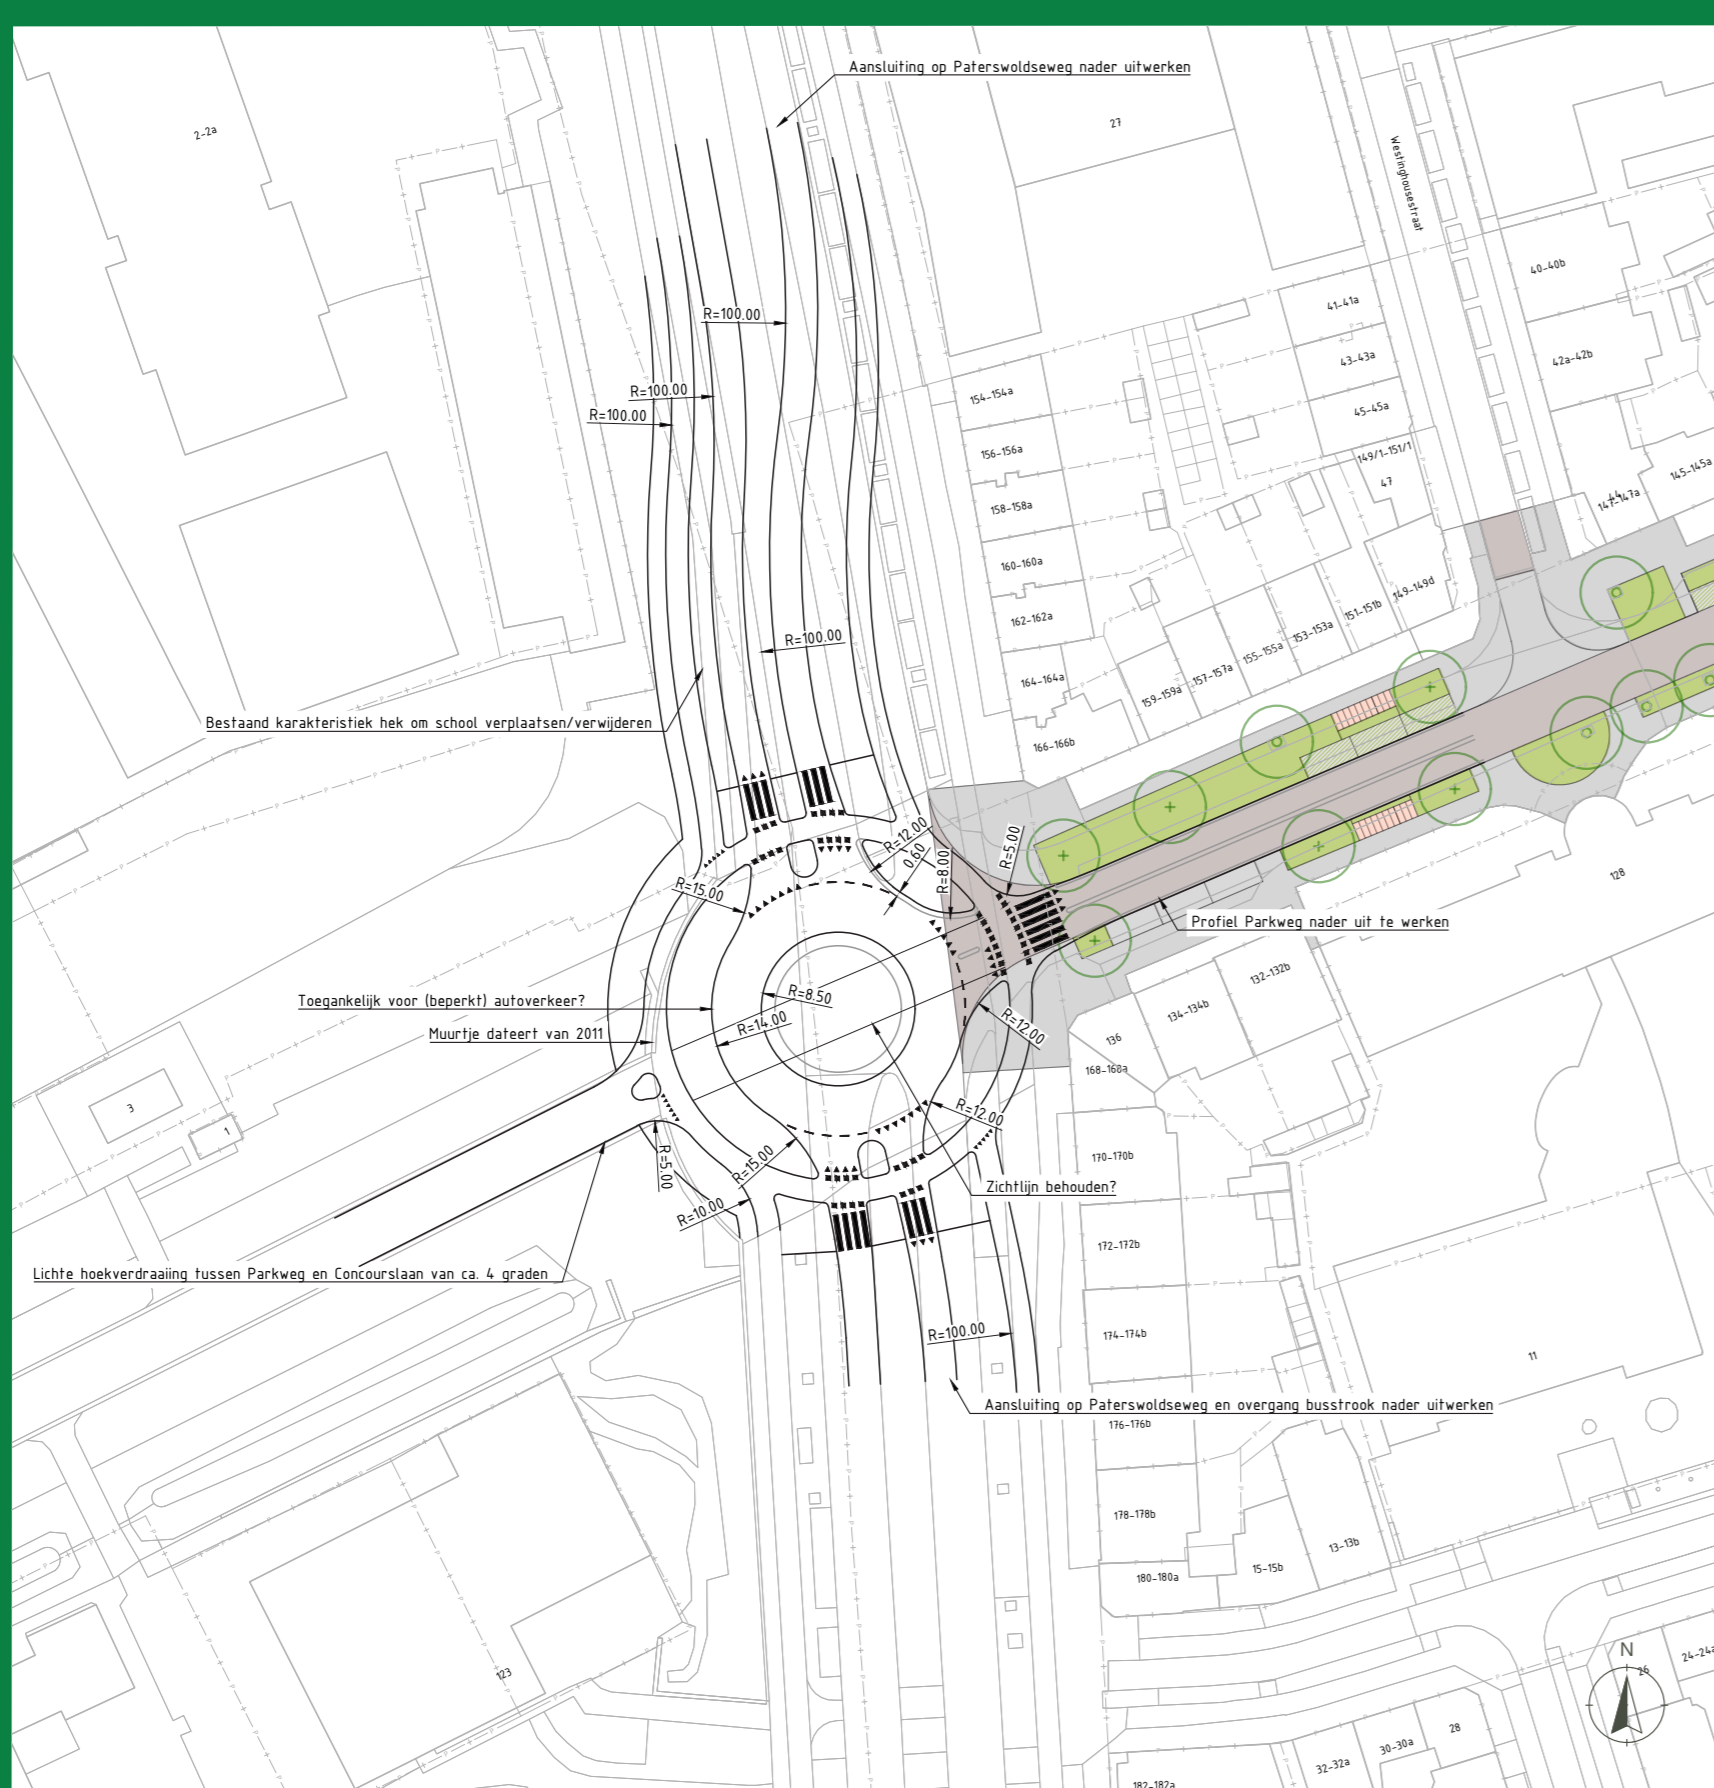 Aansluiting op Paterswoldseweg nader uitwerken
2-2a
27
Westinghousestraat
40-40b
41-41a
R=100.00
43-43a
42a-42b
R=100.00
154-154a
R=100.00
45-45a
156-156a
149/1-151/1
145-145a
47
44
147-147a
158-158a
160-160a
149-149d
162-162a
151-151b
R=100.00
153-153a
155-155a
164-164a
157-157a
159-159a
Bestaand karakteristiek hek om school verplaatsen/verwijderen
166-166b
R=12.00
0.60
R=5.00
R=8.00
R=15.00
128
Profiel Parkweg nader uit te werken
132-132b
Toegankelijk voor (beperkt) autoverkeer?
R=8.50
134-134b
R=14.00
Muurtje dateert van 2011
R=12.00
136
168-168a
3
1
R=12.00
170-170b
R=5.00
R=15.00
Zichtlijn behouden?
R=10.00
172-172b
Lichte hoekverdraaiing tussen Parkweg en Concourslaan van ca. 4 graden
R=100.00
174-174b
11
Aansluiting op Paterswoldseweg en overgang busstrook nader uitwerken
176-176b
178-178b
13-13b
15-15b
180-180a
N
24-24a
26
123
28
30-30a
32-32a
182-182a